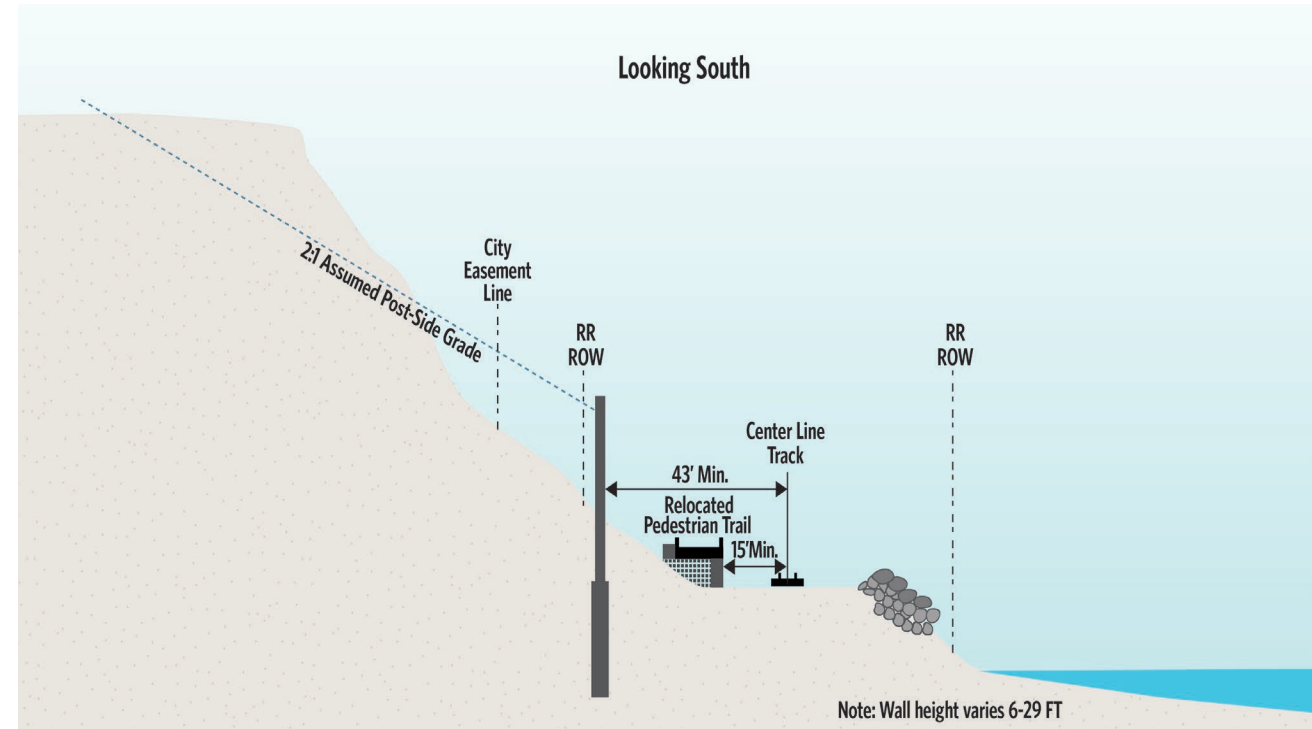 Looking South
City
Easement
Line
2:1 Assumed Post-Side Grade
RR
ROW
RR
ROW
Center Line
Track
43' Min.
Relocated
Pedestrian Trail
15'Min.
Note: Wall height varies 6-29 FT